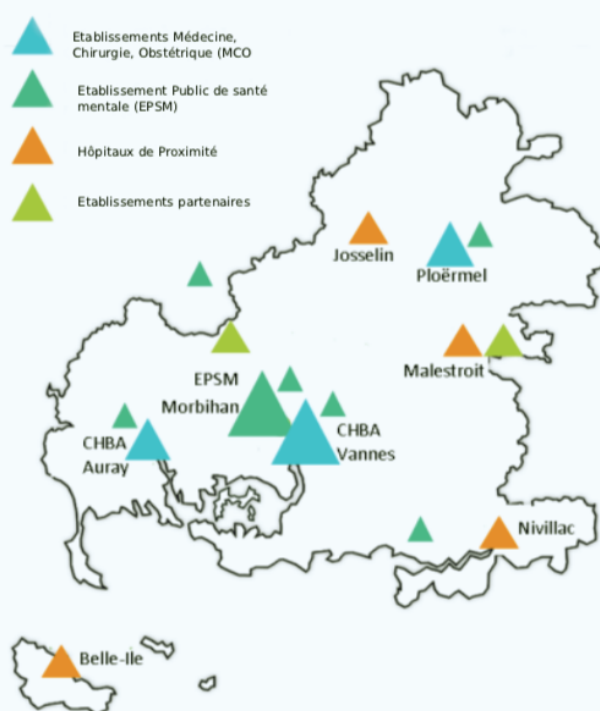 Etablissements Médecine,
Chirurgie, Obstétrique (MCO
Etablissement Public de santé
mentale (EPSM)
Hôpitaux de Proximité
Etablissements partenaires
Josselin
Ploërmel
Malestroit
EPSM
Morbihan
CHBA
Vannes
CHBA
Auray
Nivillac
Belle-Ile